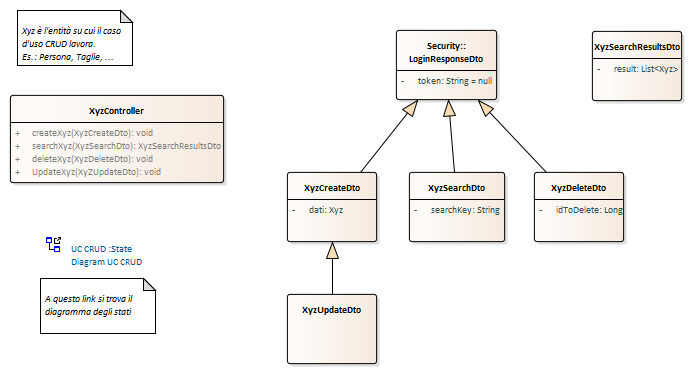 Xyz è l'entità su cui il caso
d'uso CRUD lavora.
Es.: Persona, Taglie, ...
XyzController
+ createXyz(XyzCreateDto): void
+ searchXyz(XyzSearchDto): XyzSearchResultsDto
+ deleteXyz(XyzDeleteDto): void
+ UpdateXyz(XyZUpdateDto): void
UC CRUD :State
Diagram UC CRUD
A questo link si trova il
diagramma degli stati
Security::
LoginResponseDto
- token: String = null
XyzSearchResultsDto
- result: List<Xyz>
XyzCreateDto
- dati: Xyz
XyzSearchDto
- searchKey: String
XyzDeleteDto
- idToDelete: Long
XyzUpdateDto